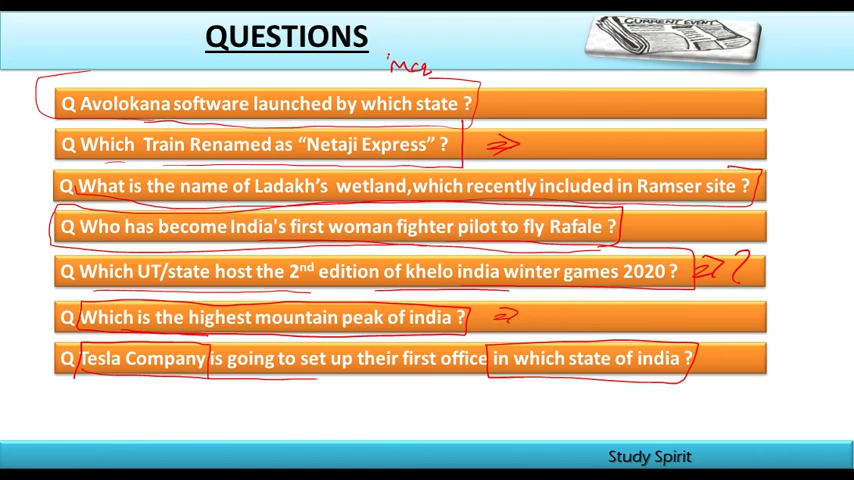 QUESTIONS
CURRENT EVENT
imcq
Q Avolokana software launched by which state ?
Q Which Train Renamed as “Netaji Express” ?
Q What is the name of Ladakh's wetland,which recently included in Ramser site ?
Q Who has become India's first woman fighter pilot to fly Rafale ?
Q Which UT/state host the 2nd edition of khelo india winter games 2020 ?
?
Q Which is the highest mountain peak of india ?
Q Tesla Company is going to set up their first office in which state of india ?
Study Spirit